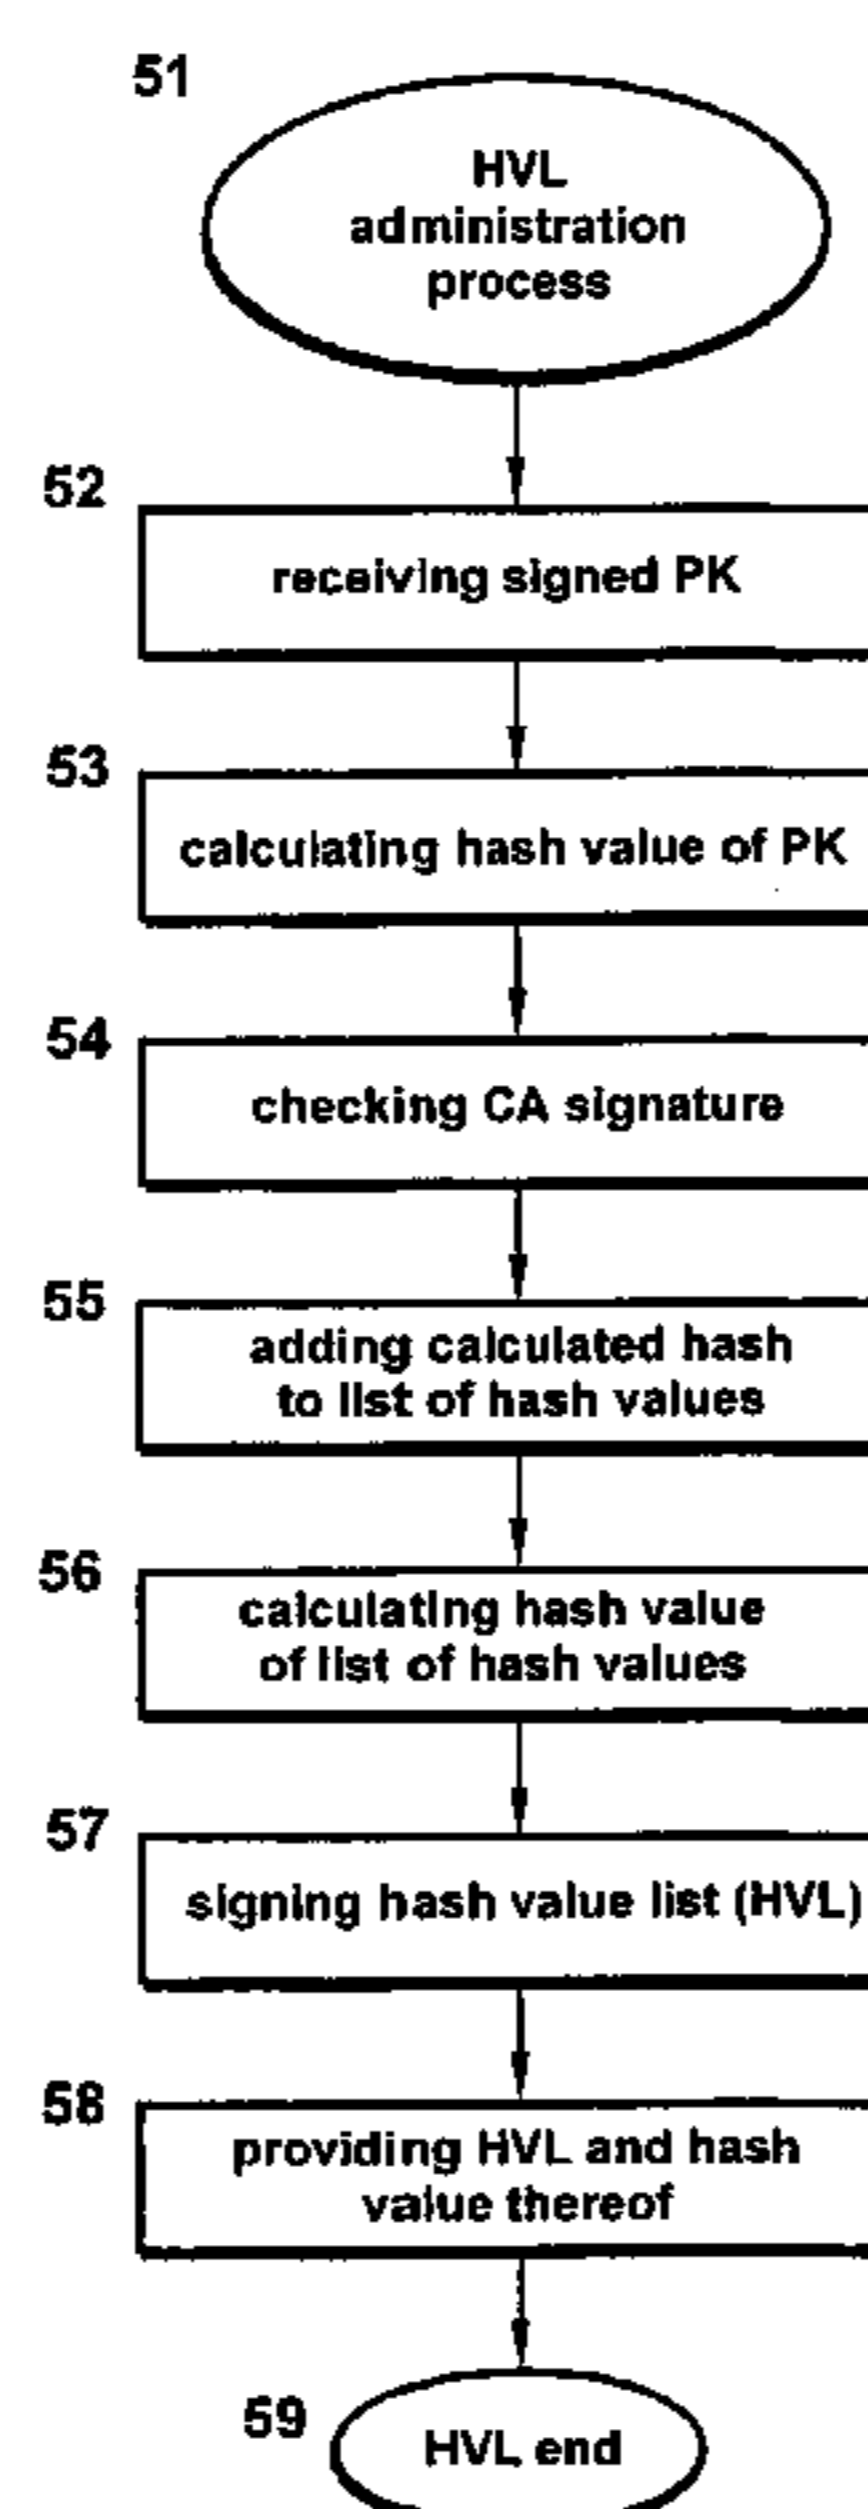 51
HVL
administration
process
52
receiving signed PK
53
calculating hash value of PK
54
checking CA signature
55
adding calculated hash
to list of hash values
56
calculating hash value
of list of hash values
57
signing hash value list (HVL)
58
providing HVL and hash
value thereof
59
HVL end